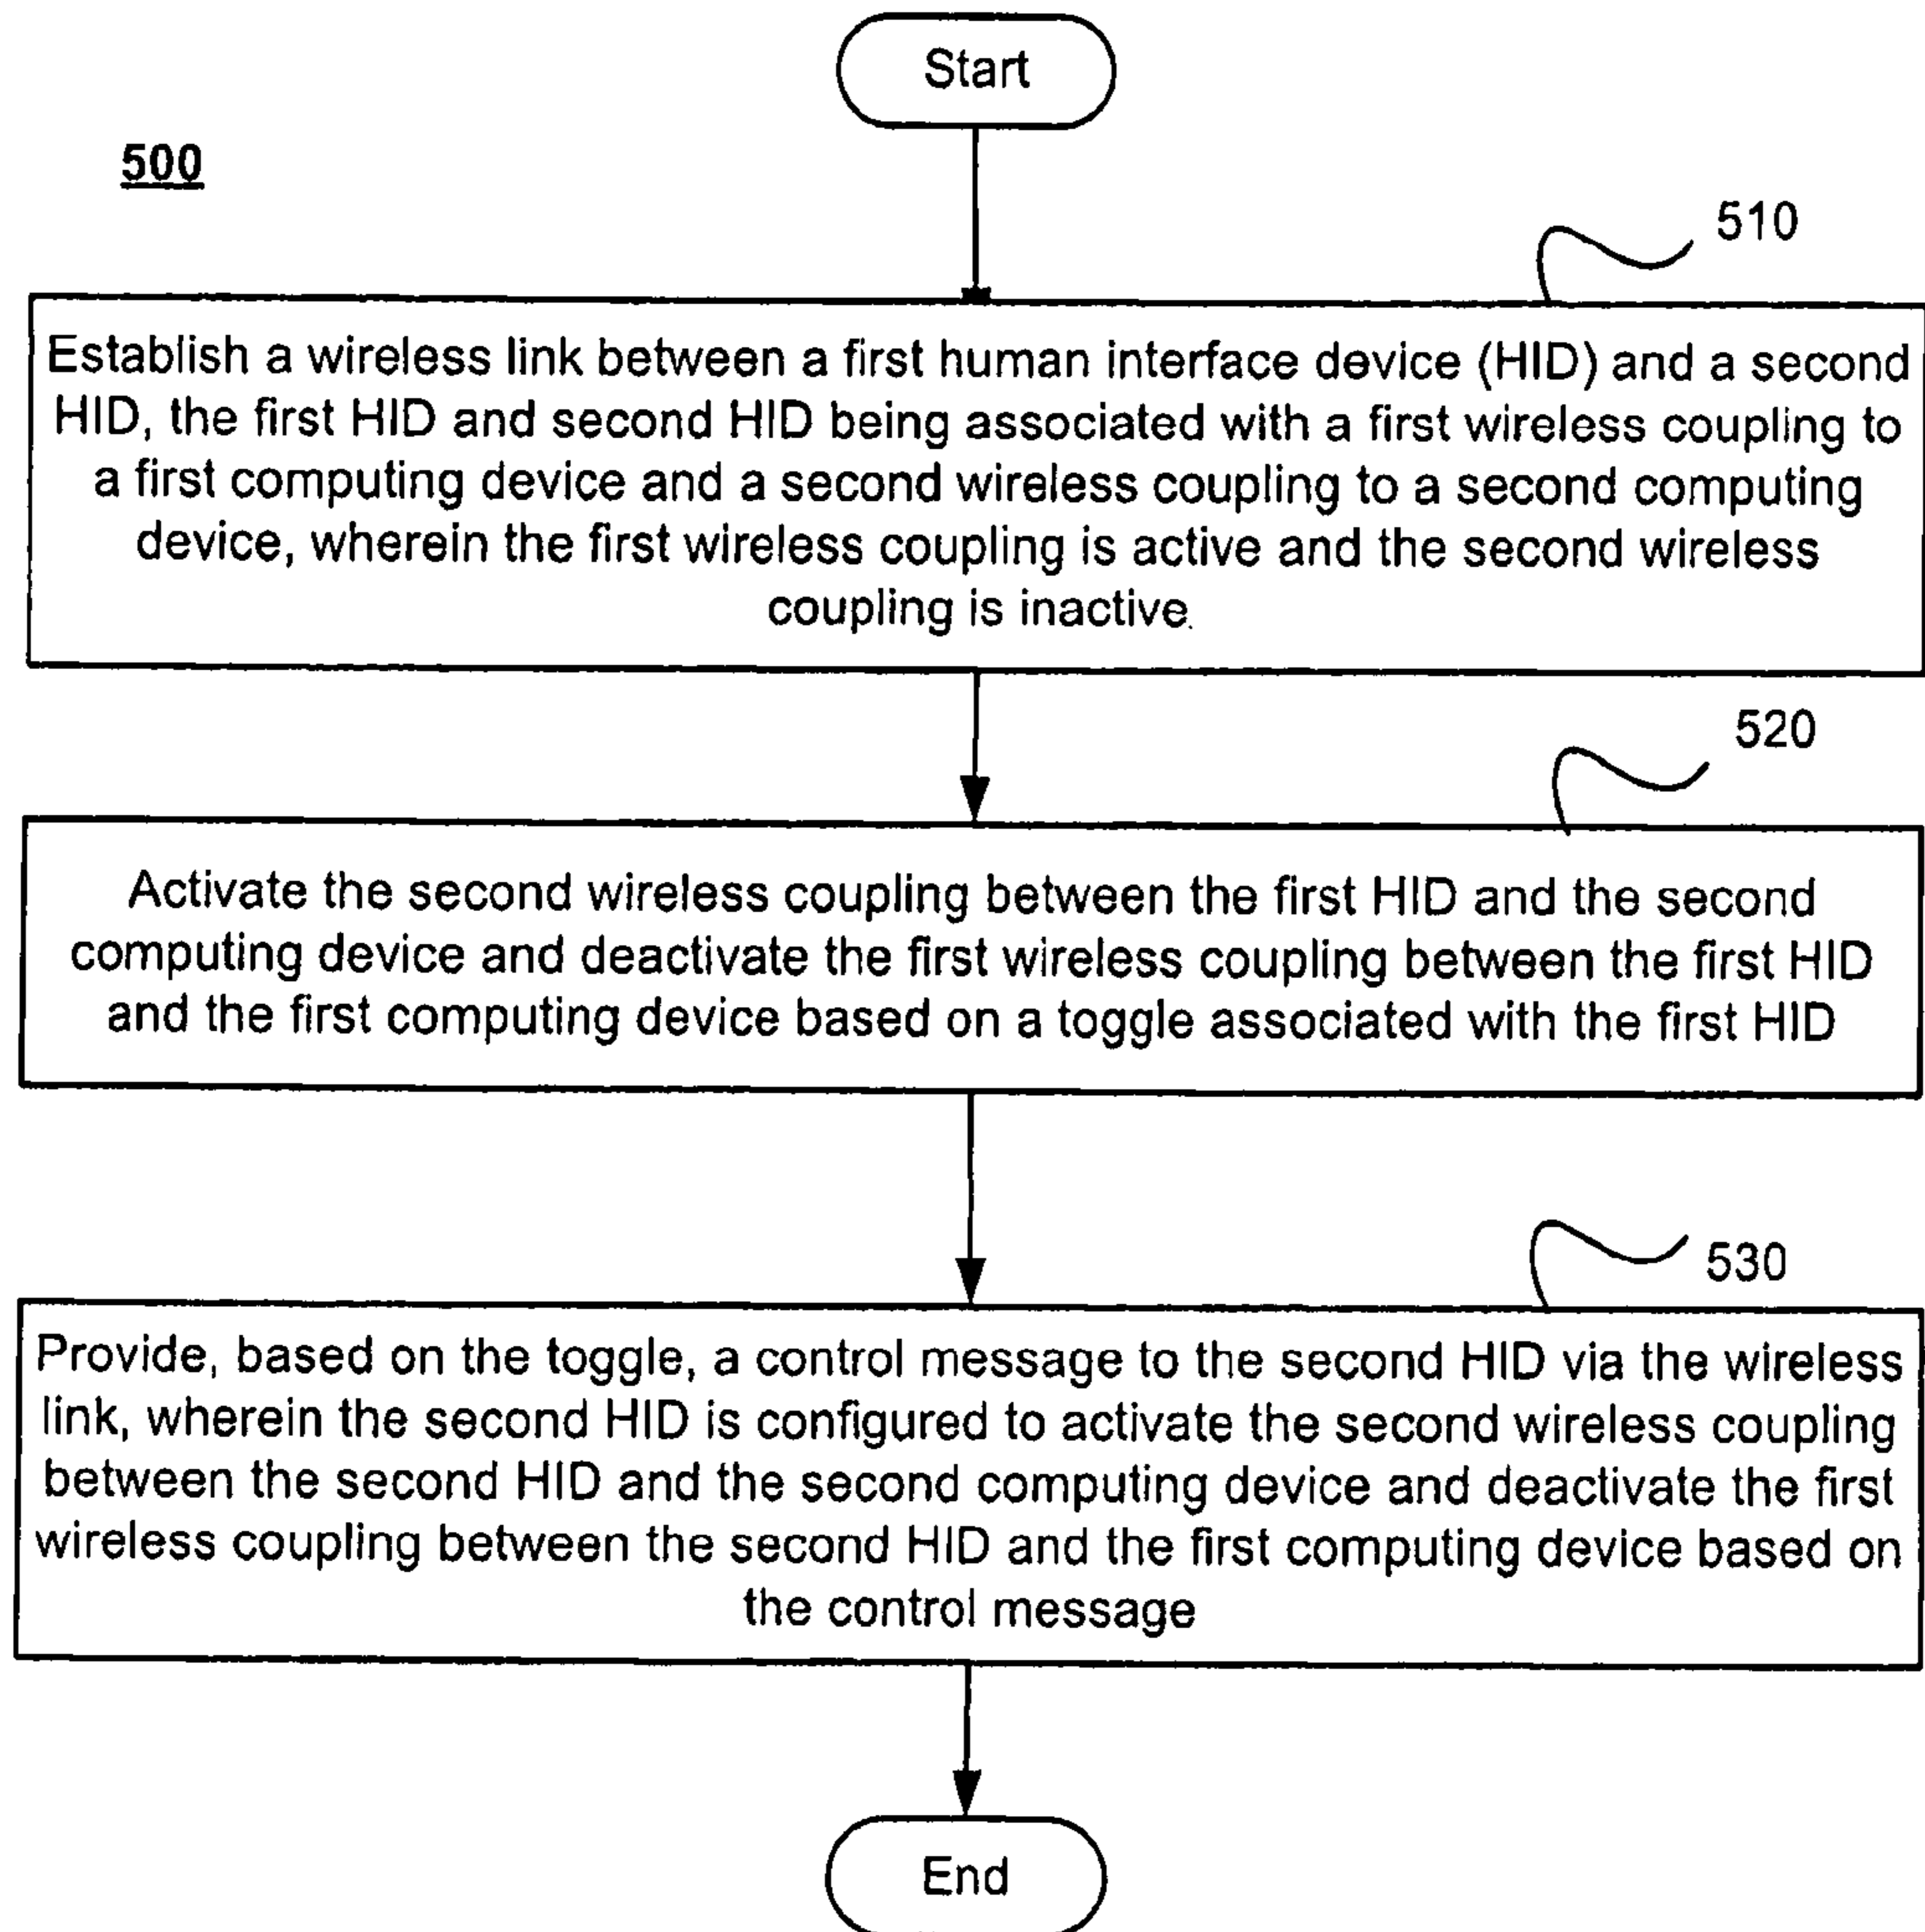 Start
500
510
Establish a wireless link between a first human interface device (HID) and a second
HID, the first HID and second HID being associated with a first wireless coupling to
a first computing device and a second wireless coupling to a second computing
device, wherein the first wireless coupling is active and the second wireless
coupling is inactive.
520
Activate the second wireless coupling between the first HID and the second
computing device and deactivate the first wireless coupling between the first HID
and the first computing device based on a toggle associated with the first HID
530
Provide, based on the toggle, a control message to the second HID via the wireless
link, wherein the second HID is configured to activate the second wireless coupling
between the second HID and the second computing device and deactivate the first
wireless coupling between the second HID and the first computing device based on
the control message
End